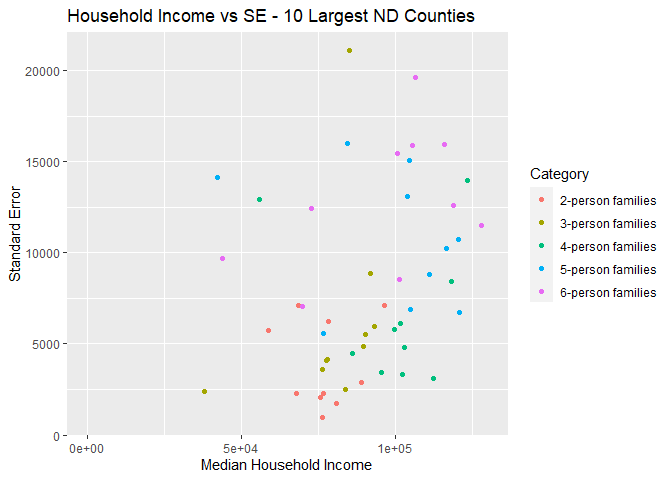 Household Income vs SE - 10 Largest ND Counties
20000
15000
10000
5000
0
Standard Error
0e+00
5e+04
1e+05
Median Household Income
Category
2-person families
3-person families
4-person families
5-person families
6-person families